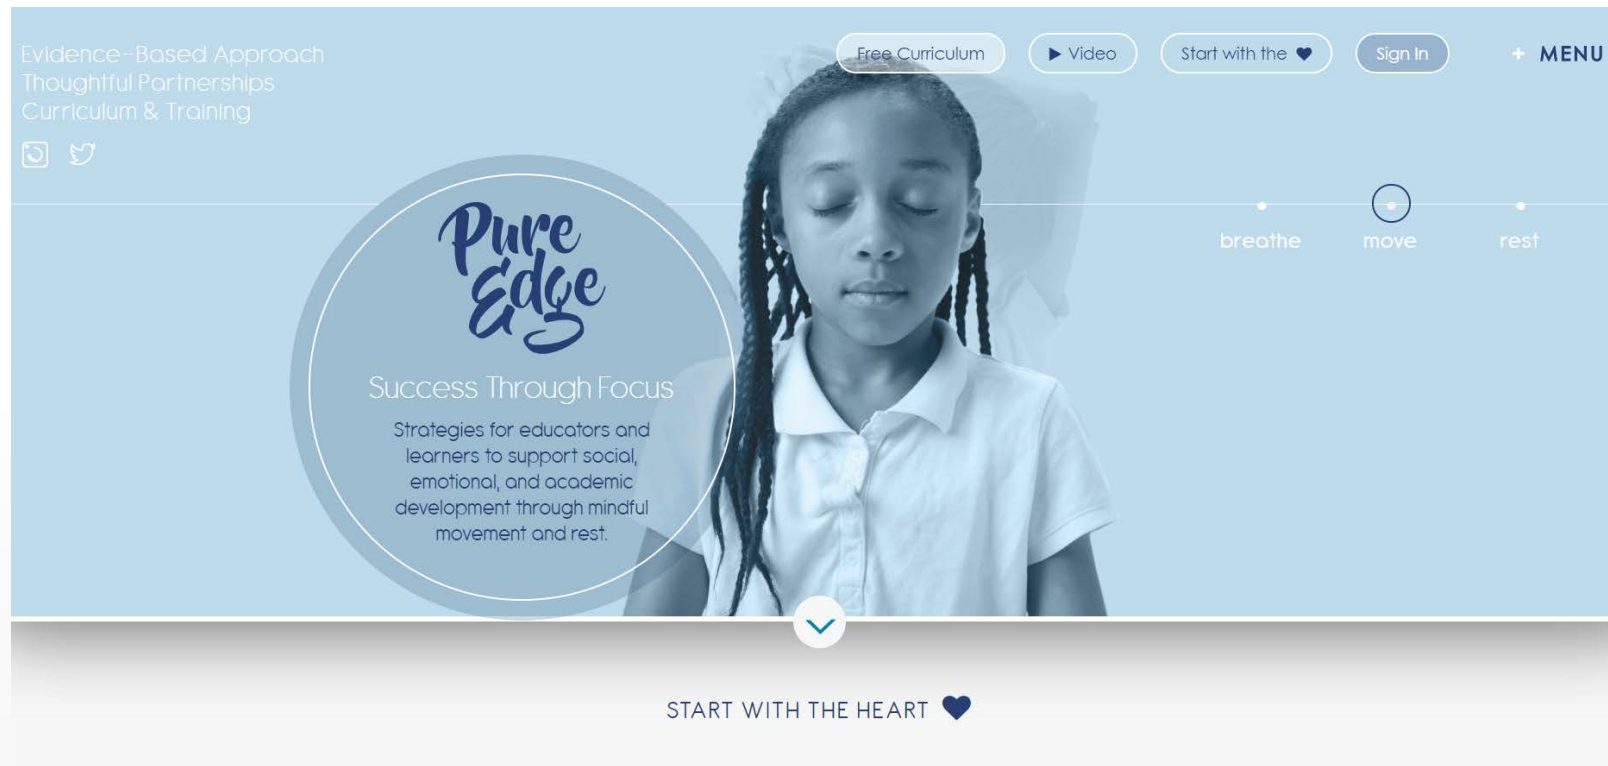 Evidence-Based Approach
Thoughtful Partnerships
Curriculum & Training
Free Curriculum
Video
Start with the
Sign In
+ MENU
breathe
move
rest
Pure
Edge
Success Through Focus
Strategies for educators and
learners to support social,
emotional, and academic
development through mindful
movement and rest.
START WITH THE HEART